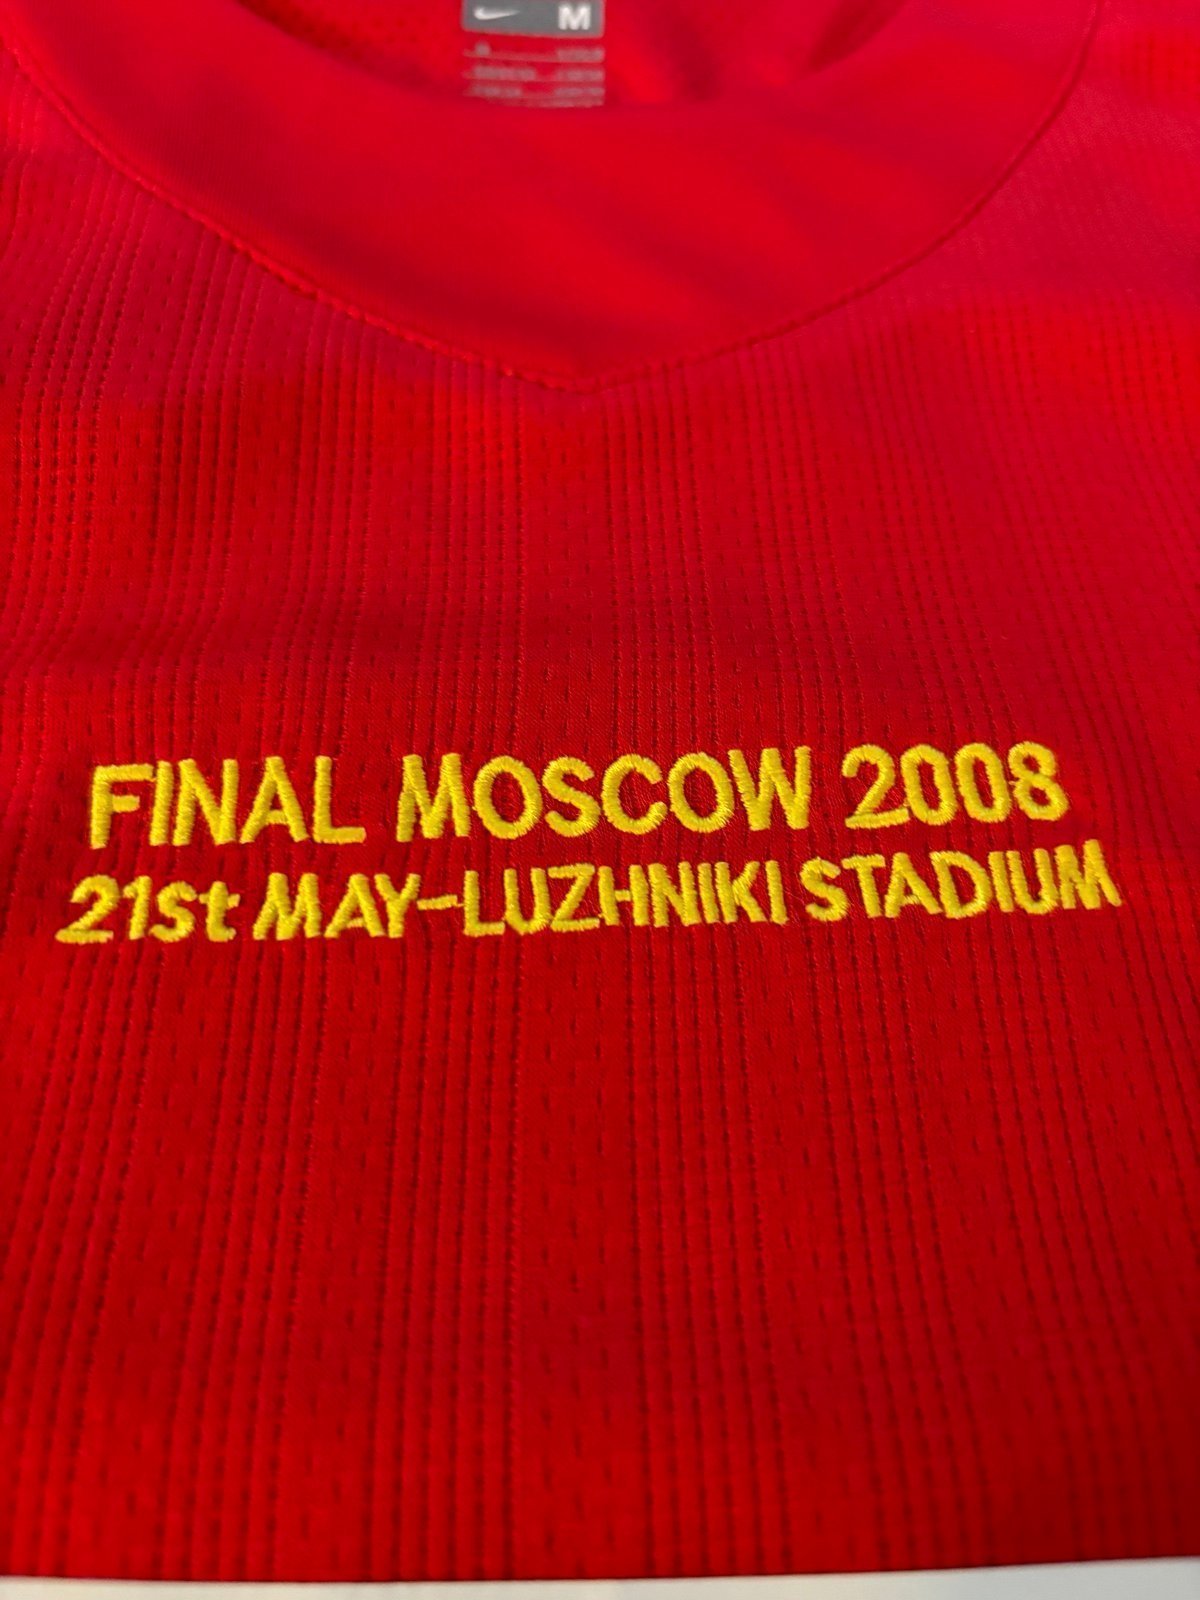 M
FINAL MOSCOW 2008
21st MAY-LUZHNIKI STADIUM